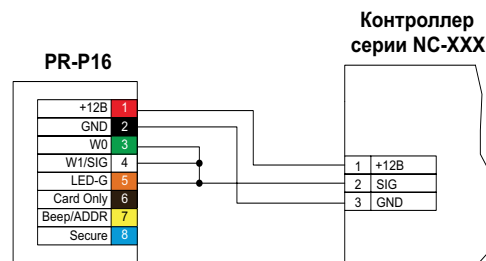 Контроллер
серии NC-XXX
PR-P16
+12В 1
GND 2
W0 3
W1/SIG 4
LED-G 5
Card Only 6
Beep/ADDR 7
Secure 8
1 +12В
2 SIG
3 GND